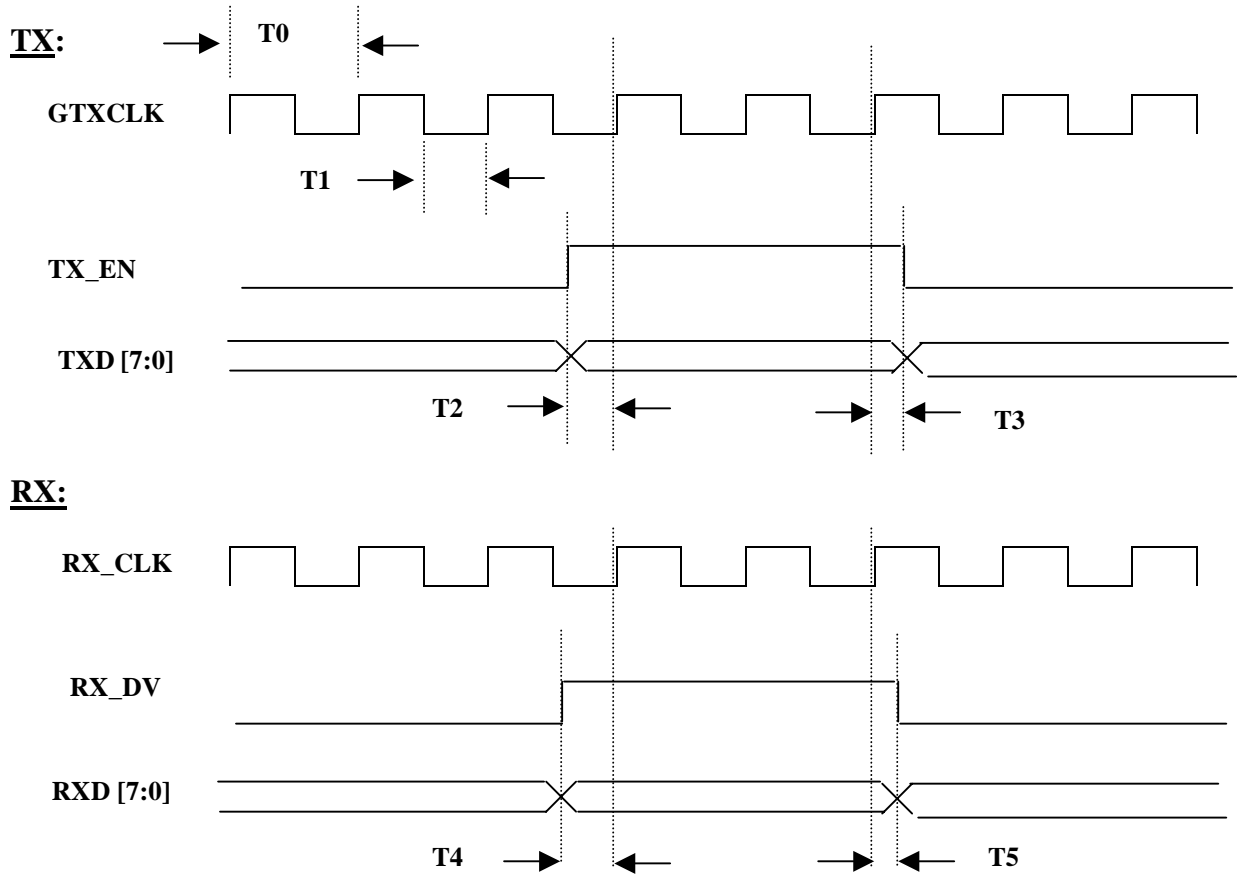 TX:
T0
GTXCLK
T1
TX_EN
TXD [7:0]
T2
T3
RX:
RX_CLK
RX_DV
RXD [7:0]
T4
T5